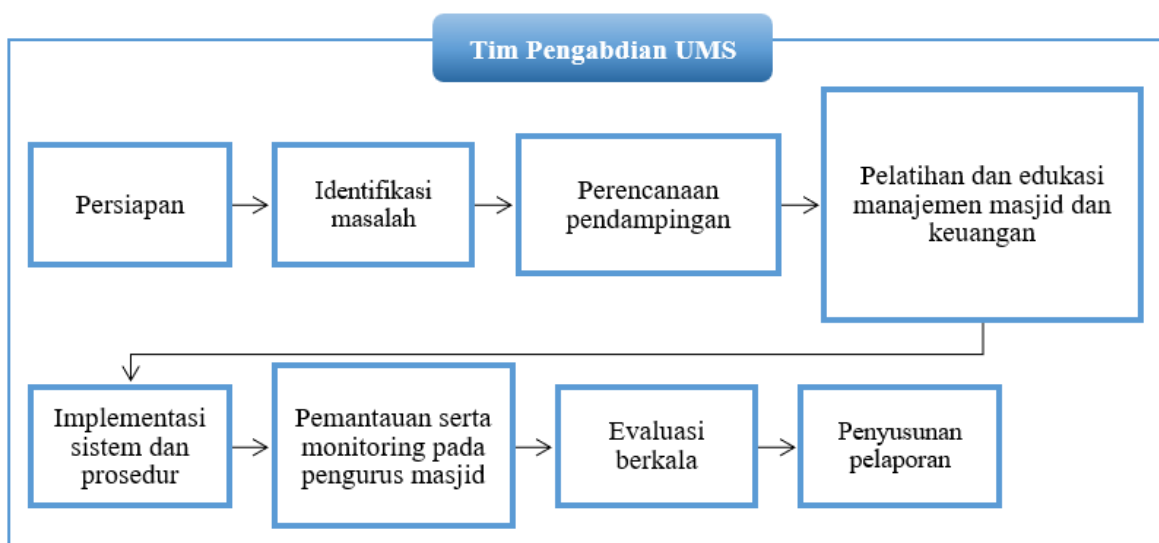 Tim Pengabdian UMS
Persiapan
Identifikasi
masalah
Perencanaan
pendampingan
Pelatihan dan edukasi
manajemen masjid dan
keuangan
Implementasi
sistem dan
prosedur
Pemantauan serta
monitoring pada
pengurus masjid
Evaluasi
berkala
Penyusunan
pelaporan